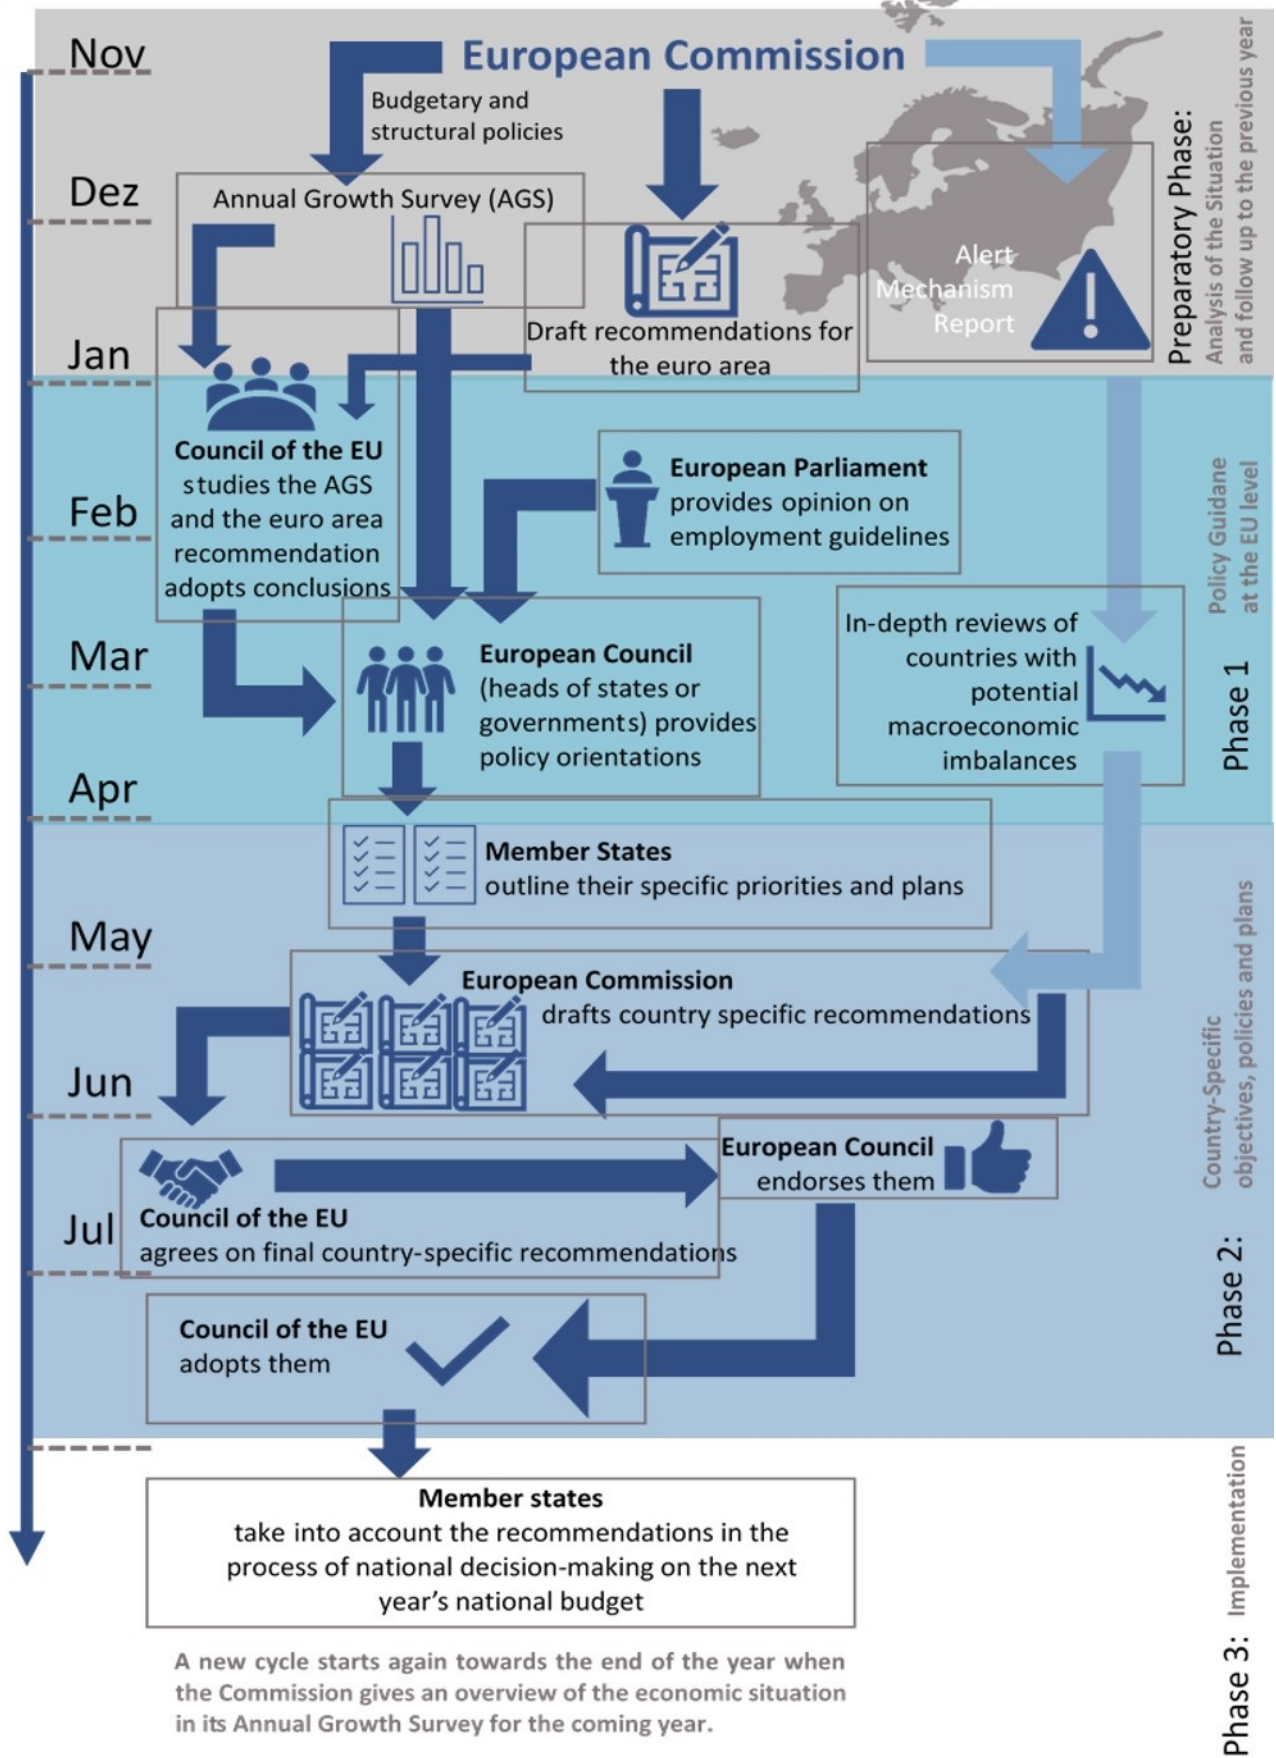 Nov
European Commission
Budgetary and
structural policies
Dez
Annual Growth Survey (AGS)
Alert
Mechanism
Report
Preparatory Phase:
Analysis of the Situation
and follow up to the previous year
Jan
Draft recommendations for
the euro area
Council of the EU
studies the AGS
and the euro area
recommendation
adopts conclusions
European Parliament
provides opinion on
employment guidelines
Feb
Policy Guidane
at the EU level
Phase 1
Mar
European Council
(heads of states or
governments) provides
policy orientations
In-depth reviews of
countries with
potential
macroeconomic
imbalances
Apr
Member States
outline their specific priorities and plans
May
European Commission
drafts country specific recommendations
Country-Specific
objectives, policies and plans
Phase 2:
Jun
European Council
endorses them
Jul
Council of the EU
agrees on final country-specific recommendations
Council of the EU
adopts them
Member states
take into account the recommendations in the
process of national decision-making on the next
year's national budget
Phase 3: Implementation
A new cycle starts again towards the end of the year when
the Commission gives an overview of the economic situation
in its Annual Growth Survey for the coming year.